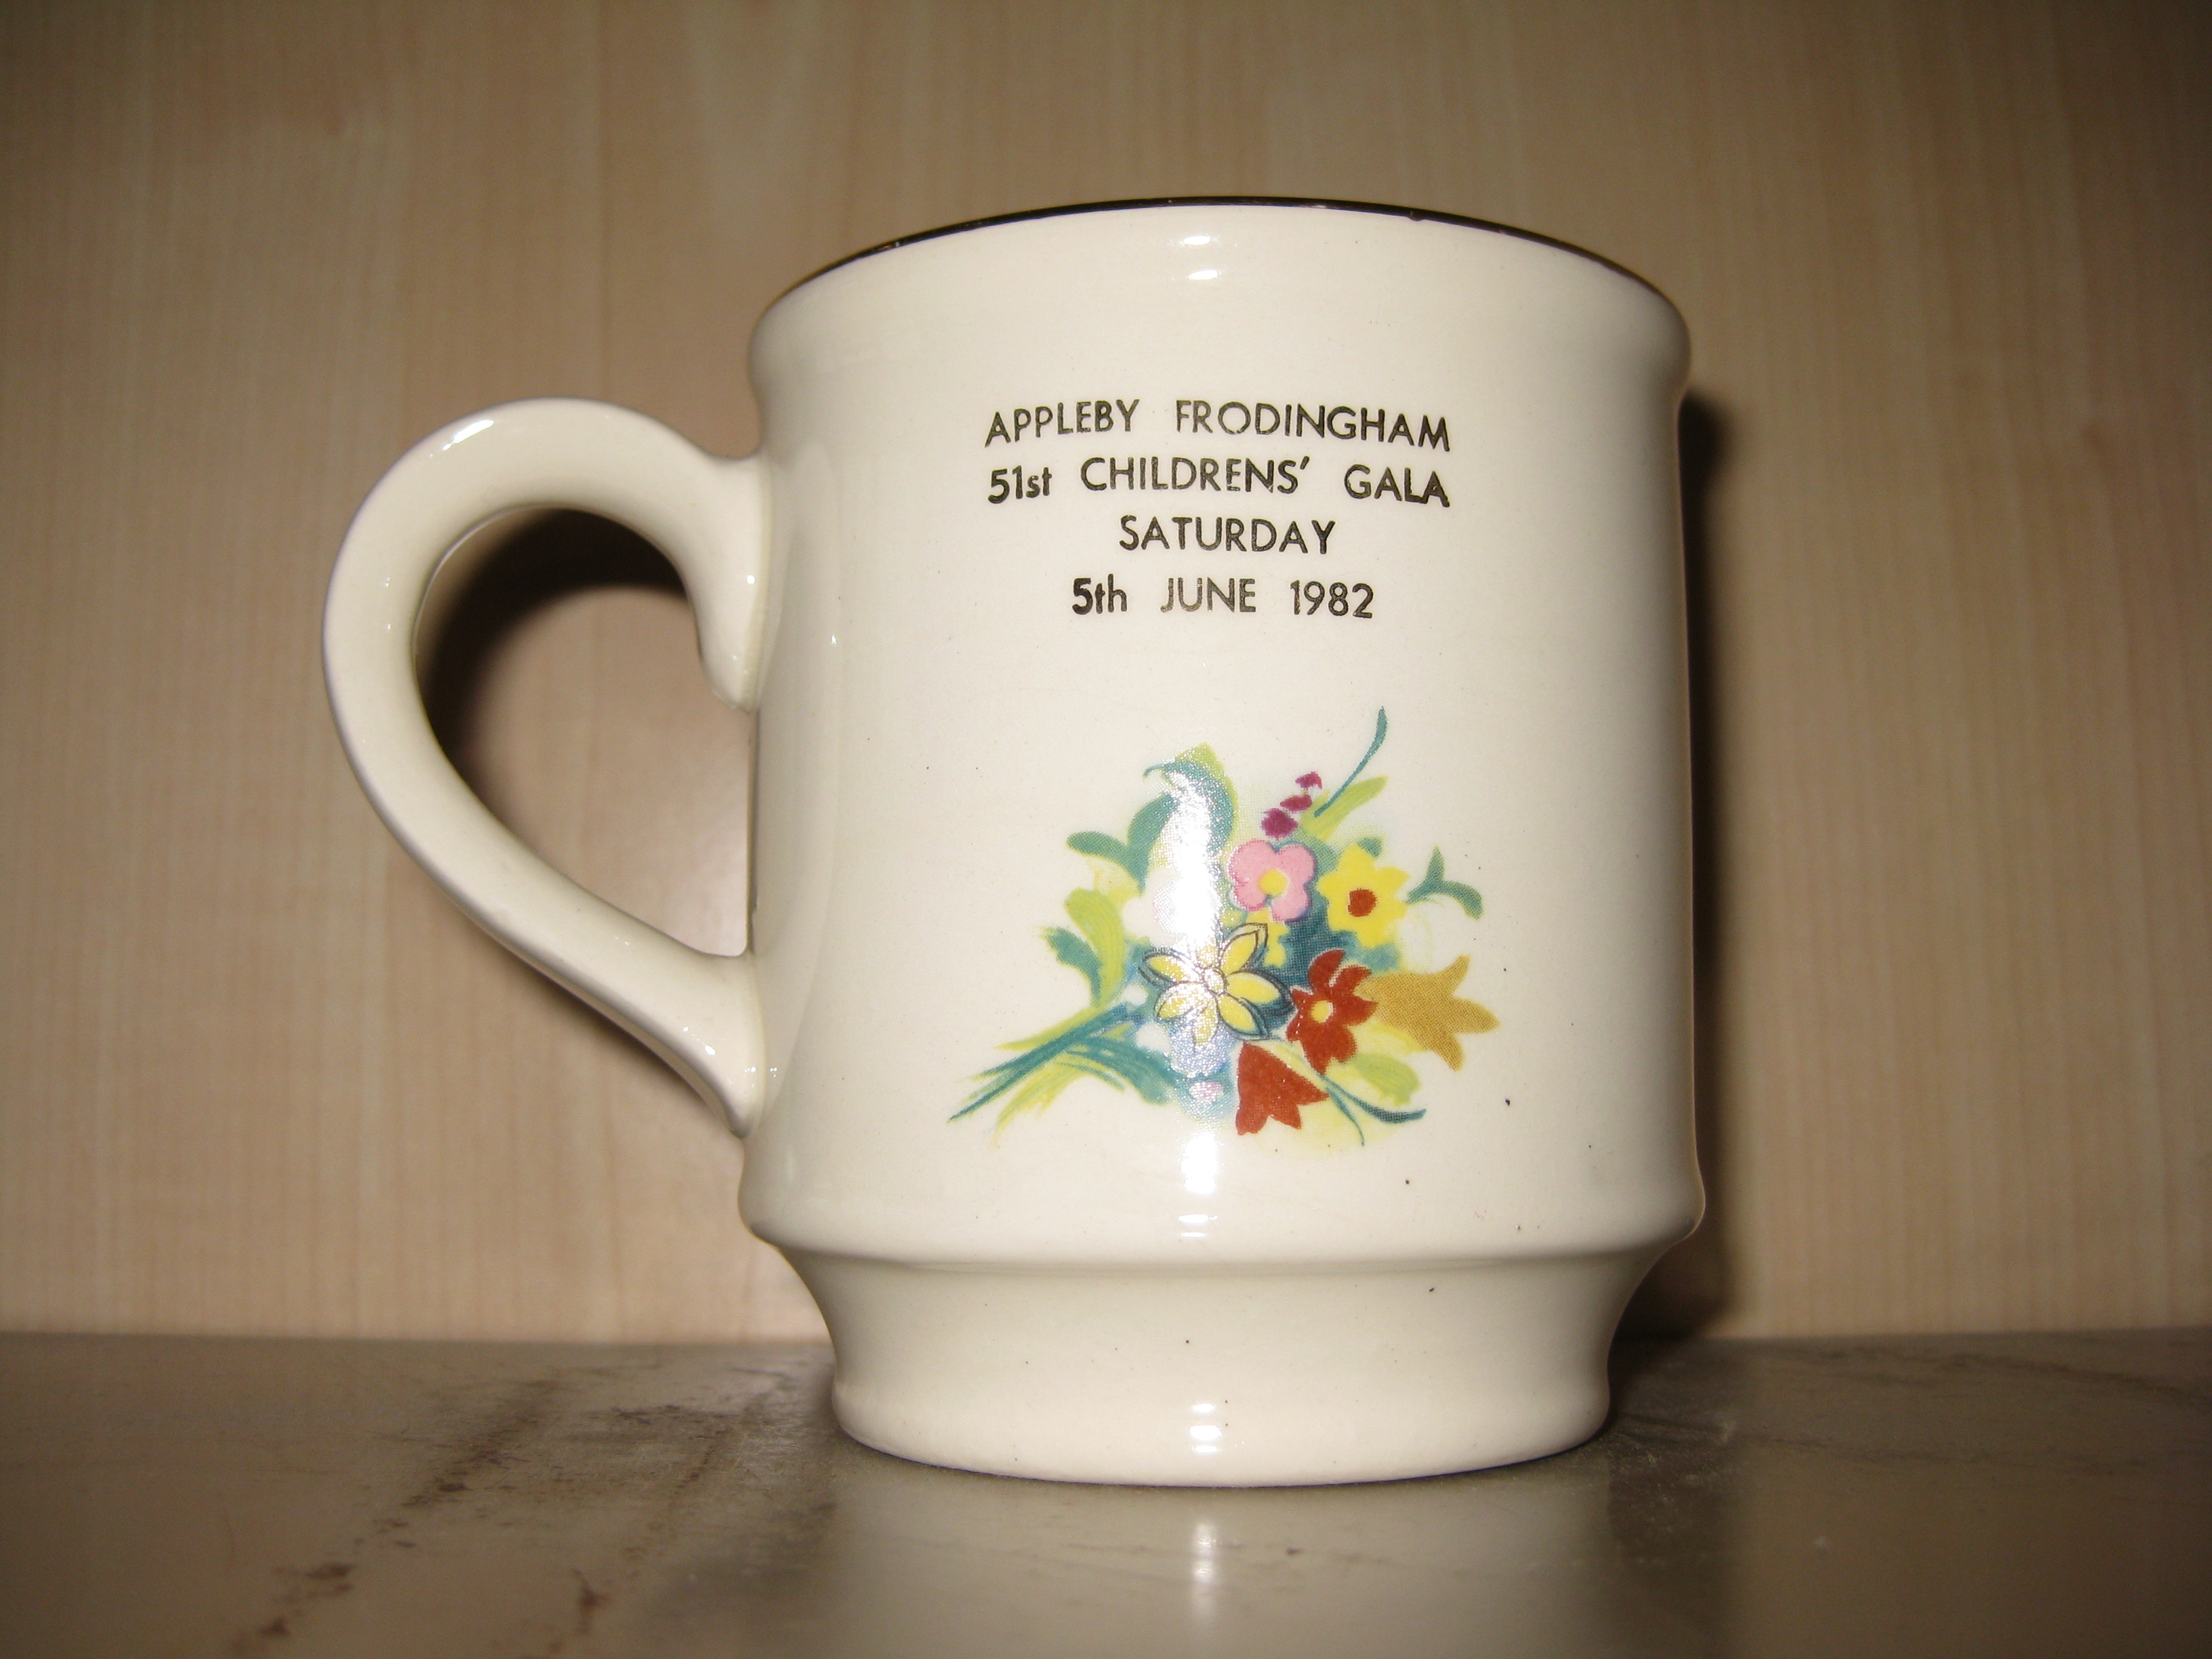 APPLEBY FRODINGHAM
51st CHILDRENS' GALA
SATURDAY
5th JUNE 1982